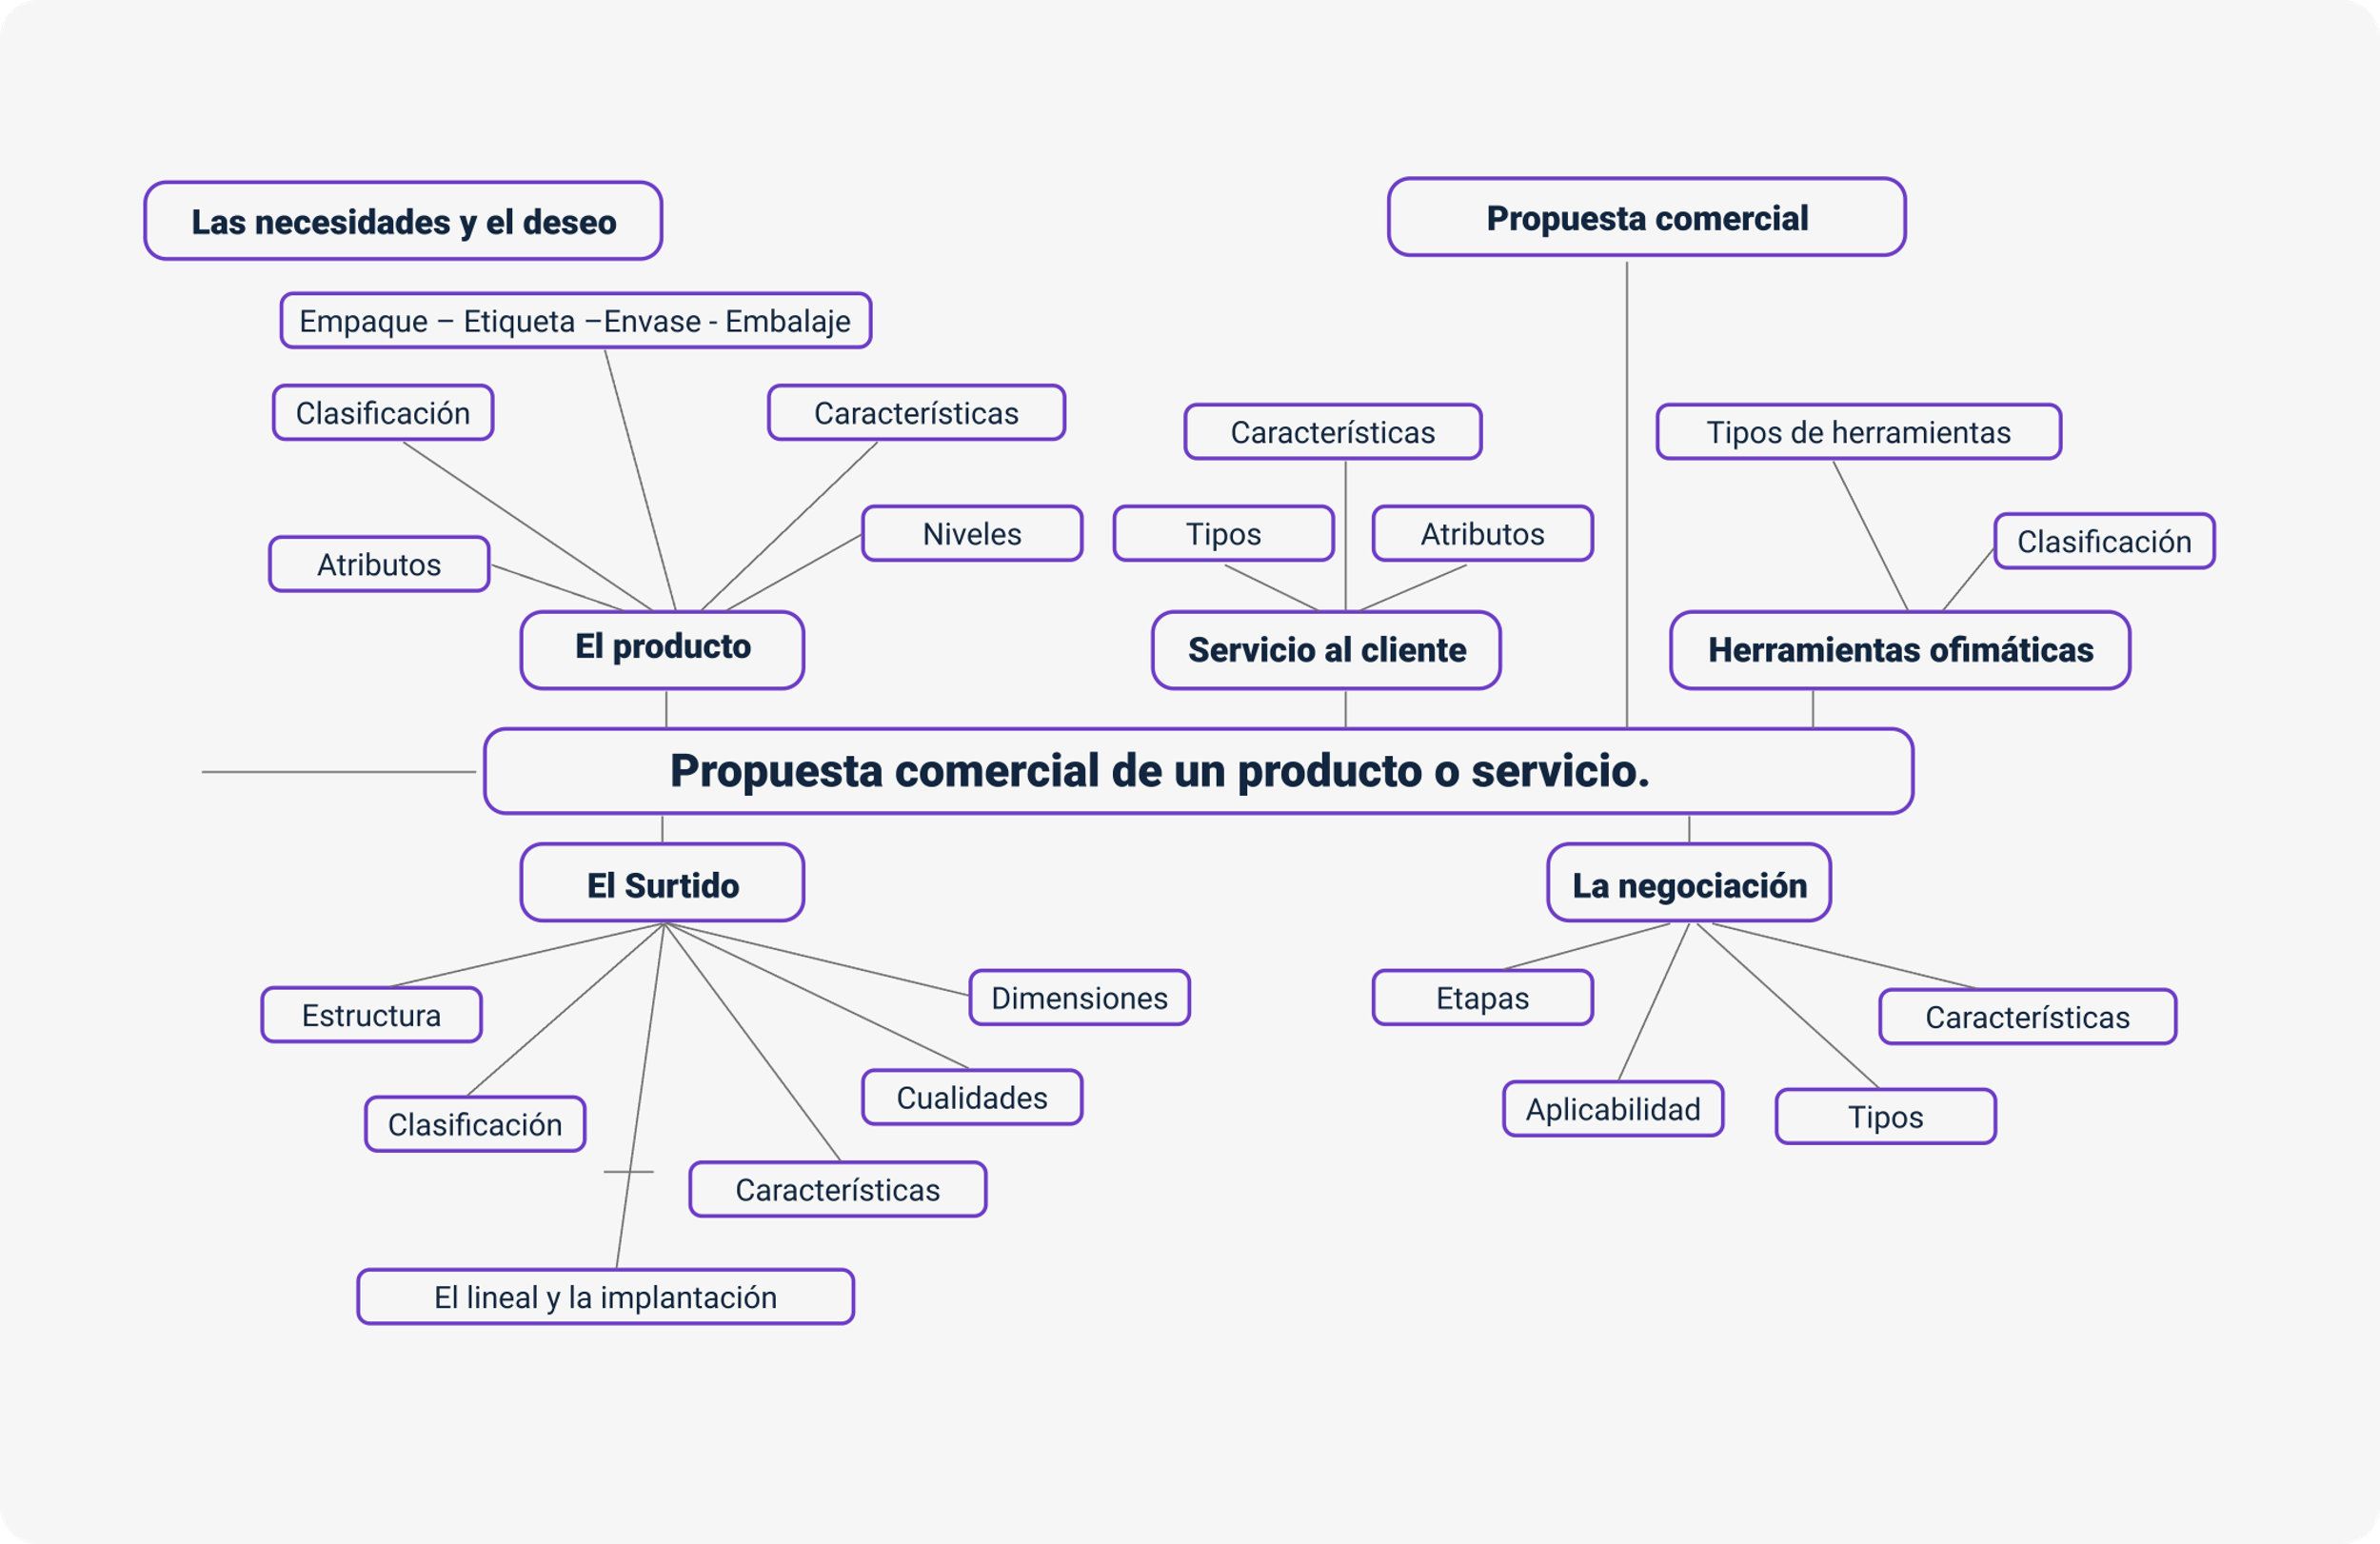 Las necesidades y el deseo
Propuesta comercial
Empaque – Etiqueta –Envase - Embalaje
Clasificación
Características
Características
Tipos de herramientas
Niveles
Tipos
Atributos
Clasificación
Atributos
El producto
Servicio al cliente
Herramientas ofimáticas
Propuesta comercial de un producto o servicio.
El Surtido
La negociación
Estructura
Dimensiones
Etapas
Características
Clasificación
Cualidades
Aplicabilidad
Tipos
Características
El lineal y la implantación